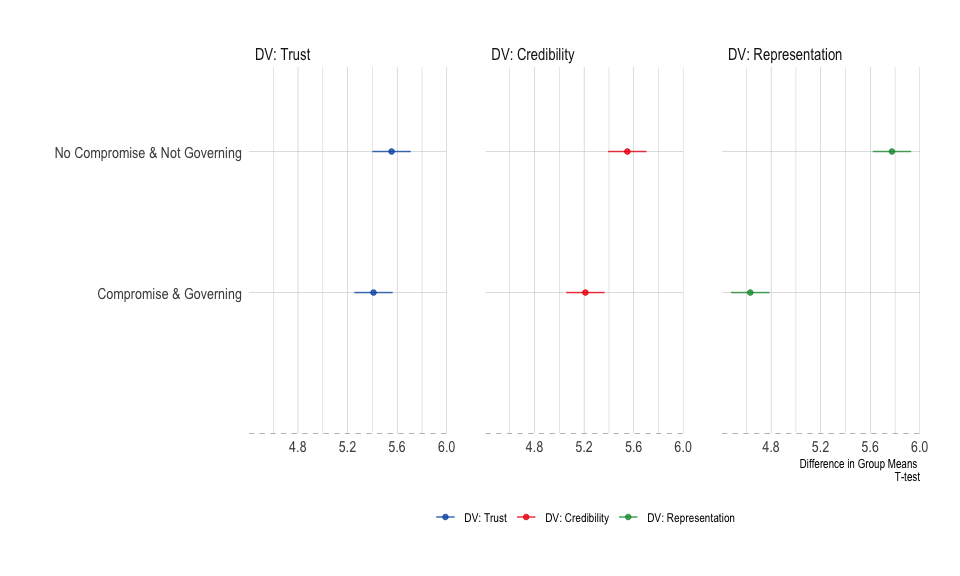 DV: Trust DV: Credibility DV: Representation
No Compromise & Not Governing
Compromise & Governing
4.8 5.2 5.6 6.0 4.8 5.2 5.6 6.0 4.8 5.2 5.6 6.0
Difference in Group Means
T-test
DV: Trust DV: Credibility DV: Representation